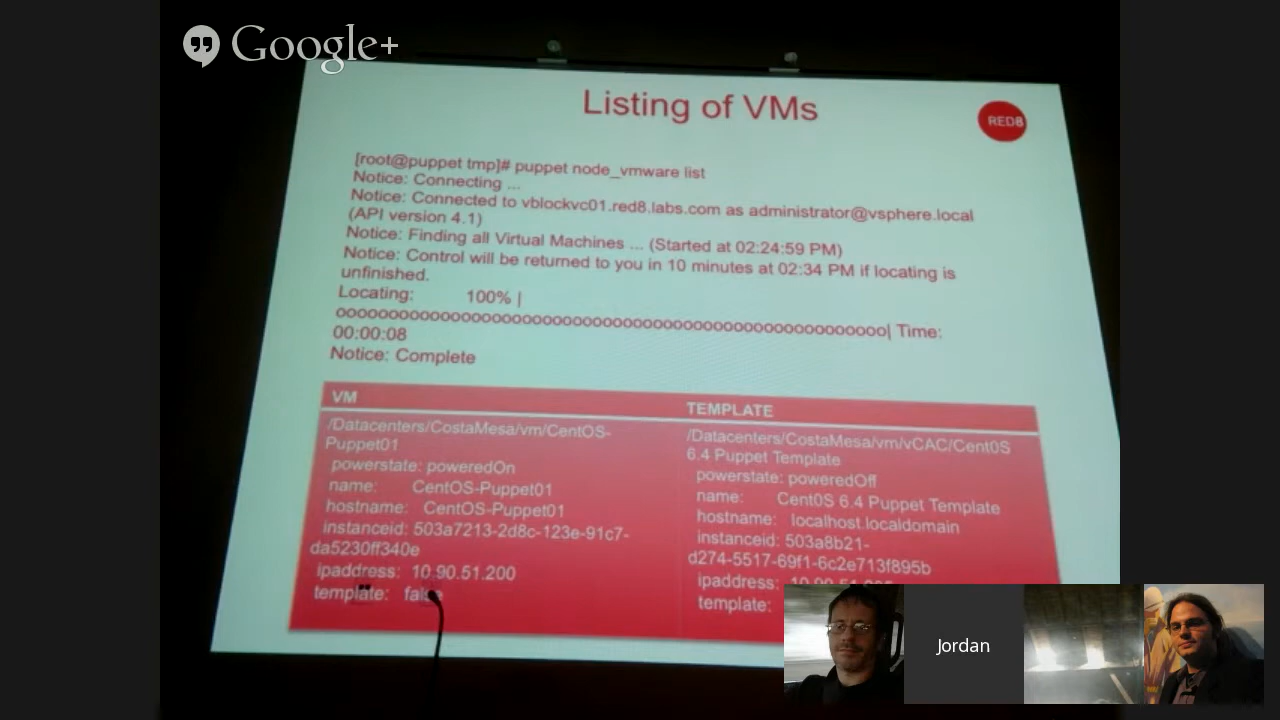 Google+
Listing of VMs
RED8
[root@puppet tmp]# puppet node_vmware list
Notice: Connecting ...
Notice: Connected to vblockvc01.red8.labs.com as administrator@vsphere.local
(API version 4.1)
Notice: Finding all Virtual Machines ... (Started at 02:24:59 PM)
Notice: Control will be returned to you in 10 minutes at 02:34 PM if locating is
unfinished.
Locating: 100% |
ooooooooooooooooooooooooooooooooooooooooooooooooooooo| Time:
00:00:08
Notice: Complete
VM
/Datacenters/CostaMesa/vm/CentOS-
Puppet01
powerstate: poweredOn
name: CentOS-Puppet01
hostname: CentOS-Puppet01
instanceid: 503a7213-2d8c-123e-91c7-
da5230ff340e
ipaddress: 10.90.51.200
template: false
TEMPLATE
/Datacenters/CostaMesa/vm/vCAC/Cent0S
6.4 Puppet Template
powerstate: poweredOff
name: Cent0S 6.4 Puppet Template
hostname: localhost.localdomain
instanceid: 503a8b21-
d274-5517-69f1-6c2e713f895b
ipaddress:
template:
Jordan